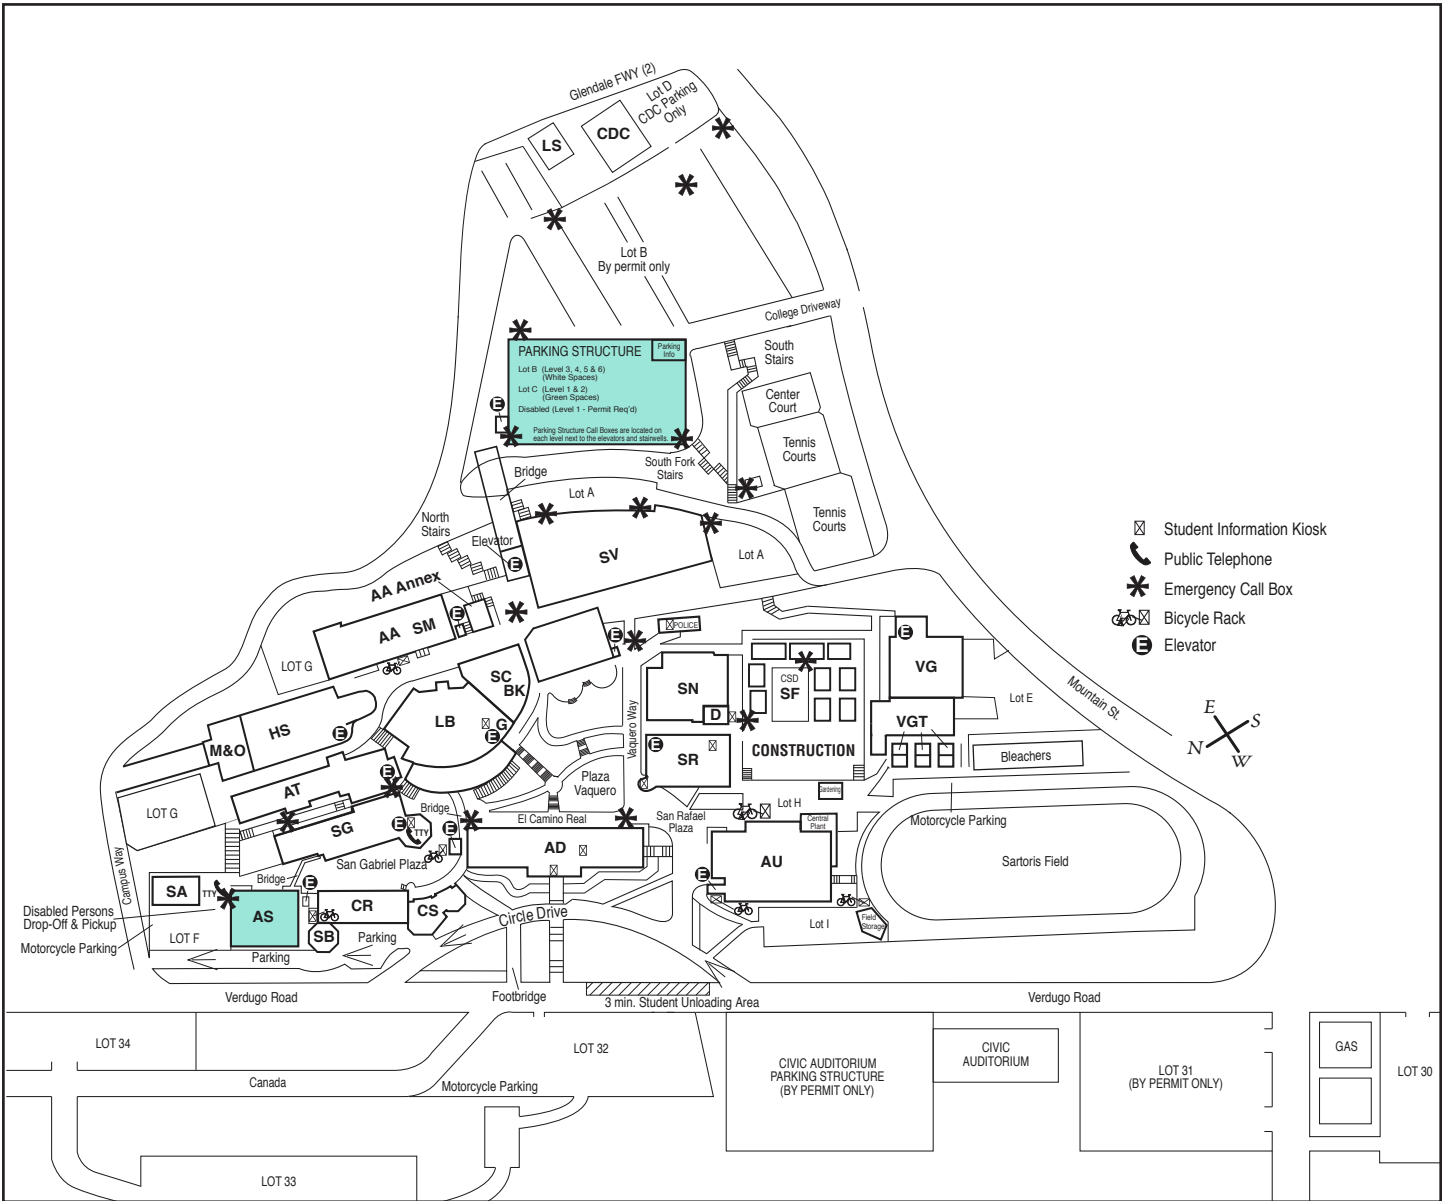 Glendale FWY (2)
Lot D
CDC Parking
Only
CDC
LS
Lot B
By permit only
College Driveway
PARKING STRUCTURE
Parking
Info
Lot B (Level 3, 4, 5 & 6)
(White Spaces)
Lot C (Level 1 & 2)
(Green Spaces)
Disabled (Level 1 - Permit Req'd)
Parking Structure Call Boxes are located on
each level next to the elevators and stairwells.
E
South
Stairs
Center
Court
Tennis
Courts
South Fork
Stairs
Bridge
Lot A
Tennis
Courts
North
Stairs
Elevator
E
SV
Lot A
Student Information Kiosk
Public Telephone
Emergency Call Box
Bicycle Rack
E
Elevator
AA Annex
AA SM
E
E
POLICE
E
VG
LOT G
SC
BK
SN
CSD
SF
Lot E
Mountain St.
D
LB
G
E
HS
E
M&O
Vaquero Way
VGT
CONSTRUCTION
E
S
N
W
E
SR
Bleachers
AT
E
Plaza
Vaquero
Gardening
LOT G
Bridge
El Camino Real
San Rafael
Plaza
Lot H
Central
Plant
Motorcycle Parking
SG
E
TTY
E
AD
AU
Sartoris Field
San Gabriel Plaza
Campus Way
Bridge
E
E
SA
TTY
AS
CR
CS
Circle Drive
Disabled Persons
Drop-Off & Pickup
Motorcycle Parking
LOT F
SB
Parking
Parking
Lot I
Field
Storage
Verdugo Road
Footbridge
3 min. Student Unloading Area
Verdugo Road
LOT 34
LOT 32
CIVIC AUDITORIUM
PARKING STRUCTURE
(BY PERMIT ONLY)
CIVIC
AUDITORIUM
LOT 31
(BY PERMIT ONLY)
GAS
LOT 30
Canada
Motorcycle Parking
LOT 33